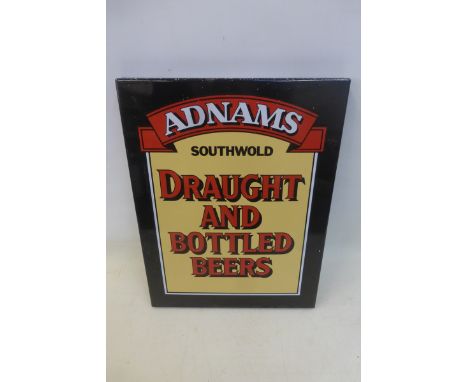 ADNAMS
SOUTHWOLD
DRAUGHT
AND
BOTTLED
BEERS